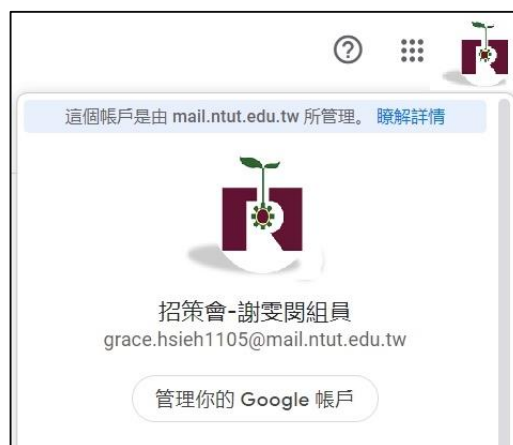 這個帳戶是由 mail.ntut.edu.tw 所管理。 瞭解詳情
招策會-謝雯閔組員
grace.hsieh1105@mail.ntut.edu.tw
管理你的 Google 帳戶